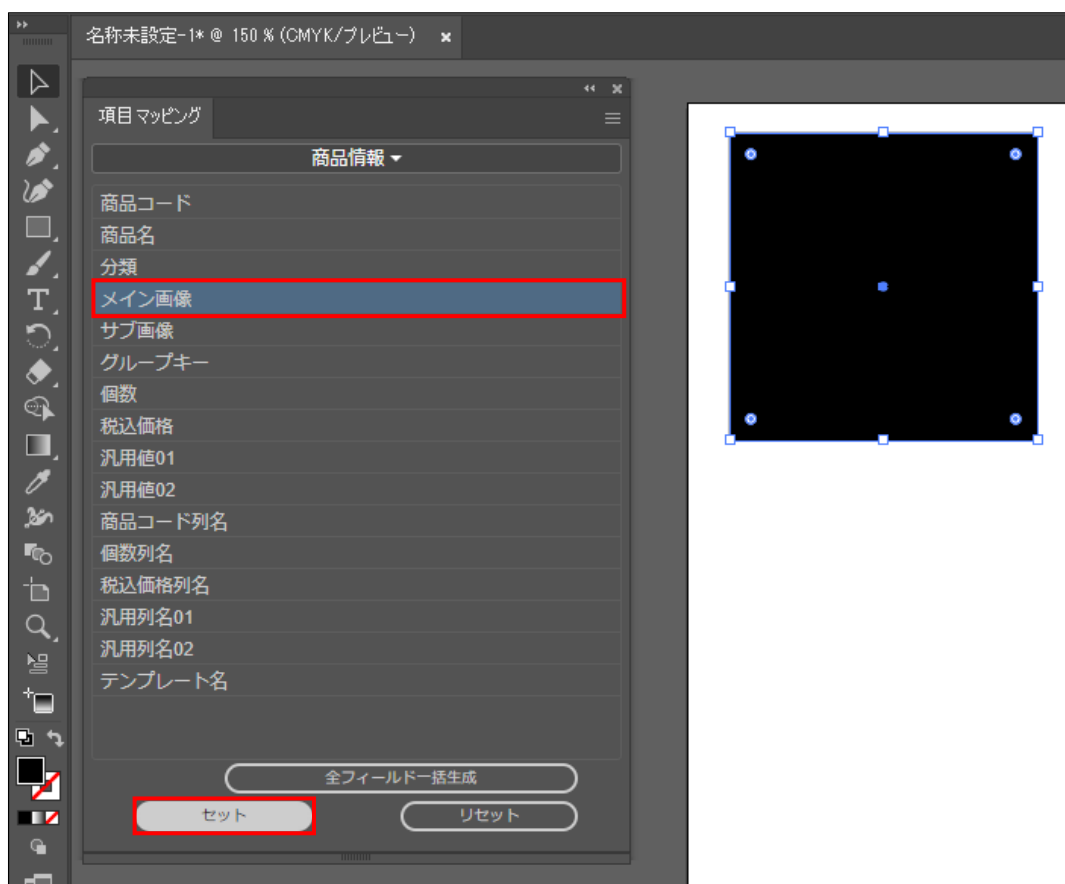 名称未設定-1* @ 150 % (CMYK/プレビュー)
項目マッピング
商品情報
商品コード
商品名
分類
メイン画像
サブ画像
グループキー
個数
税込価格
汎用値01
汎用値02
商品コード列名
個数列名
税込価格列名
汎用列名01
汎用列名02
テンプレート名
全フィールド一括生成
セット
リセット